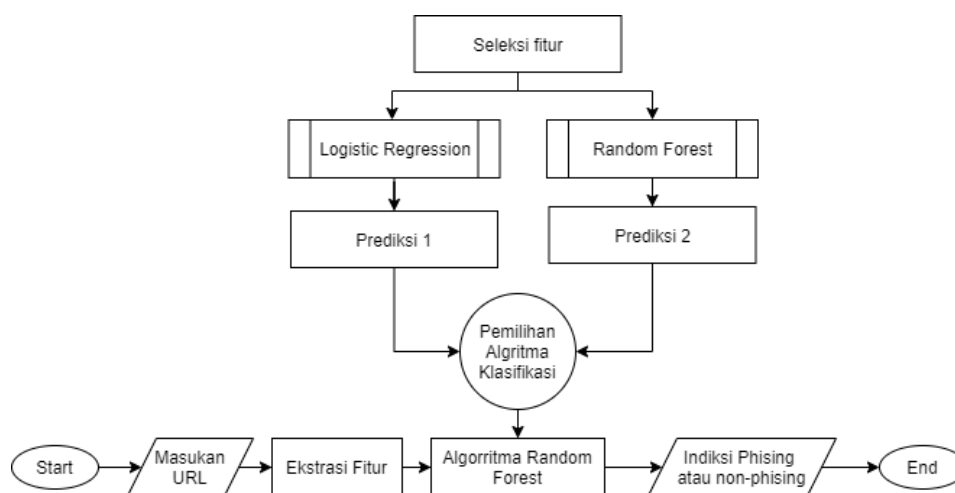 Seleksi fitur
Logistic Regression
Random Forest
Prediksi 1
Prediksi 2
Pemilihan
Algritma
Klasifikasi
Start
Masukan
URL
Ekstrasi Fitur
Algorritma Random
Forest
Indiksi Phising
atau non-phising
End